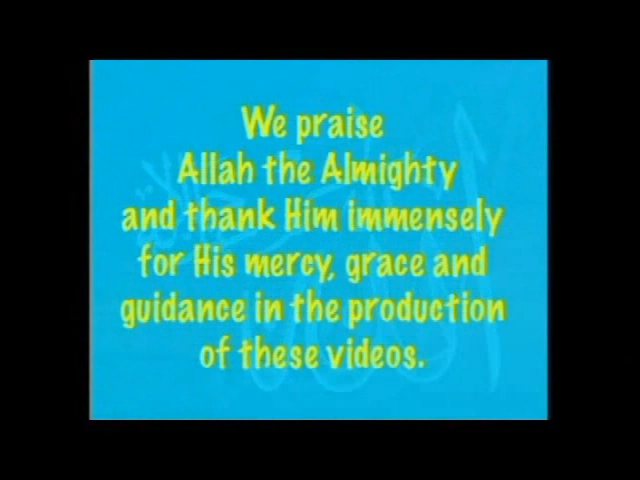 We praise
Allah the Almighty
and thank Him immensely
for His mercy, grace and
guidance in the production
of these videos.